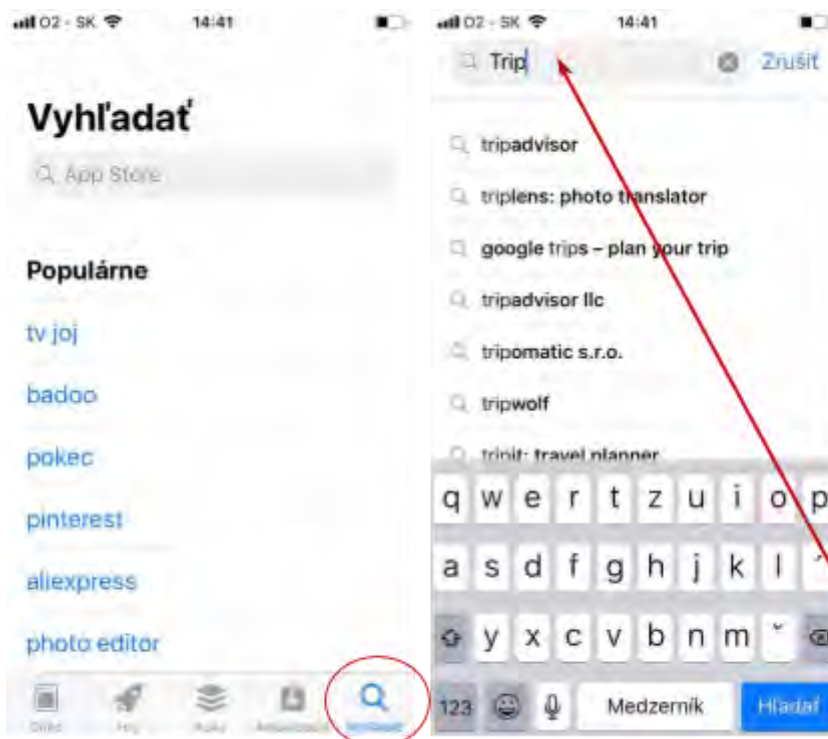 O2 - SK 14:41
Vyhľadať
App Store
Populárne
tv joj
badoo
pokec
pinterest
aliexpress
photo editor
O2 - SK 14:41
Trip Zrušiť
tripadvisor
triplens: photo translator
google trips – plan your trip
tripadvisor llc
tripomatic s.r.o.
tripwolf
tripit: travel planner
q w e r t z u i o p
a s d f g h j k l ´
y x c v b n m ˇ
123 Medzerník Hľadať